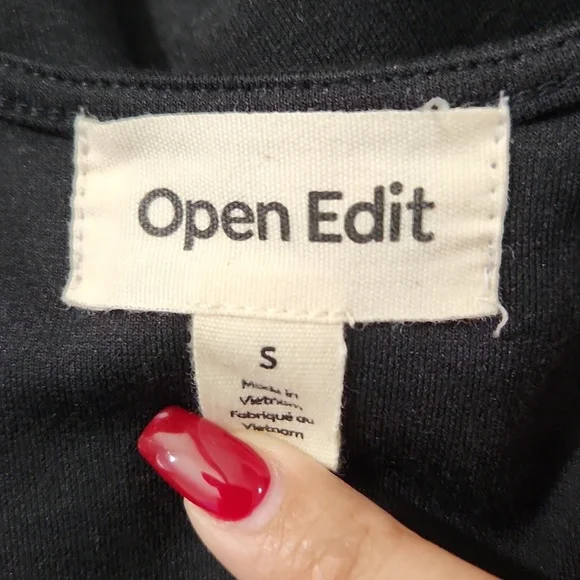 Open Edit
S
Made in
Vietnam
Fabriqué au
Vietnam